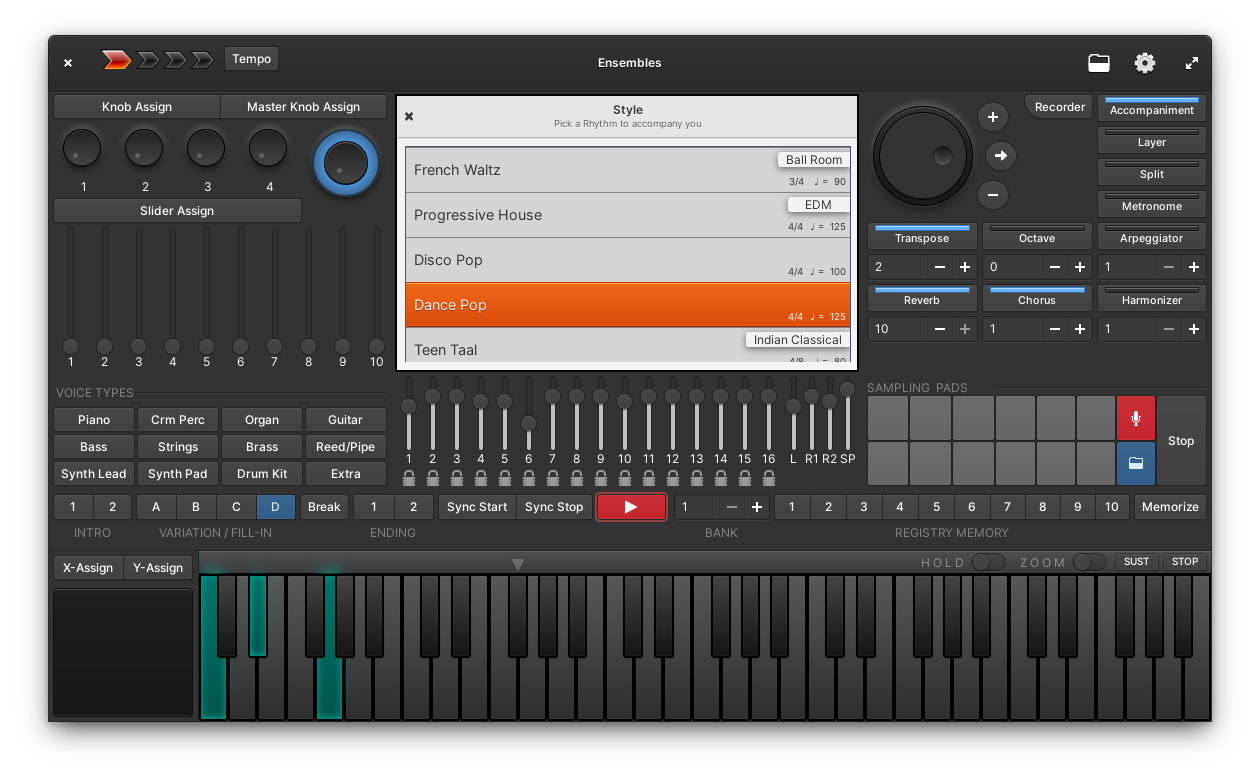 Tempo
Ensembles
Knob Assign Master Knob Assign
1 2 3 4
Slider Assign
1 2 3 4 5 6 7 8 9 10
VOICE TYPES
Piano Crm Perc Organ Guitar
Bass Strings Brass Reed/Pipe
Synth Lead Synth Pad Drum Kit Extra
Style
Pick a Rhythm to accompany you
French Waltz Ball Room
3/4 ♩ = 90
Progressive House EDM
4/4 ♩ = 125
Disco Pop
4/4 ♩ = 100
Dance Pop
4/4 ♩ = 125
Teen Taal Indian Classical
4/8 ♩ = 80
1 2 3 4 5 6 7 8 9 10 11 12 13 14 15 16 L R1 R2 SP
+
−
Recorder
Accompaniment
Layer
Split
Metronome
Transpose Octave Arpeggiator
2 − + 0 − + 1 − +
Reverb Chorus Harmonizer
10 − + 1 − + 1 − +
SAMPLING PADS
Stop
1 2 A B C D Break 1 2 Sync Start Sync Stop 1 − + 1 2 3 4 5 6 7 8 9 10 Memorize
INTRO VARIATION / FILL-IN ENDING BANK REGISTRY MEMORY
X-Assign Y-Assign
HOLD ZOOM SUST STOP